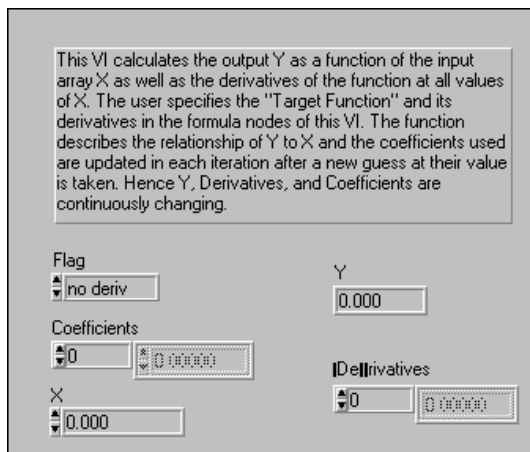 This VI calculates the output Y as a function of the input
array X as well as the derivatives of the function at all values
of X. The user specifies the "Target Function" and its
derivatives in the formula nodes of this VI. The function
describes the relationship of Y to X and the coefficients used
are updated in each iteration after a new guess at their value
is taken. Hence Y, Derivatives, and Coefficients are
continuously changing.
Flag
no deriv
Y
0.000
Coefficients
0
X
0.000
0